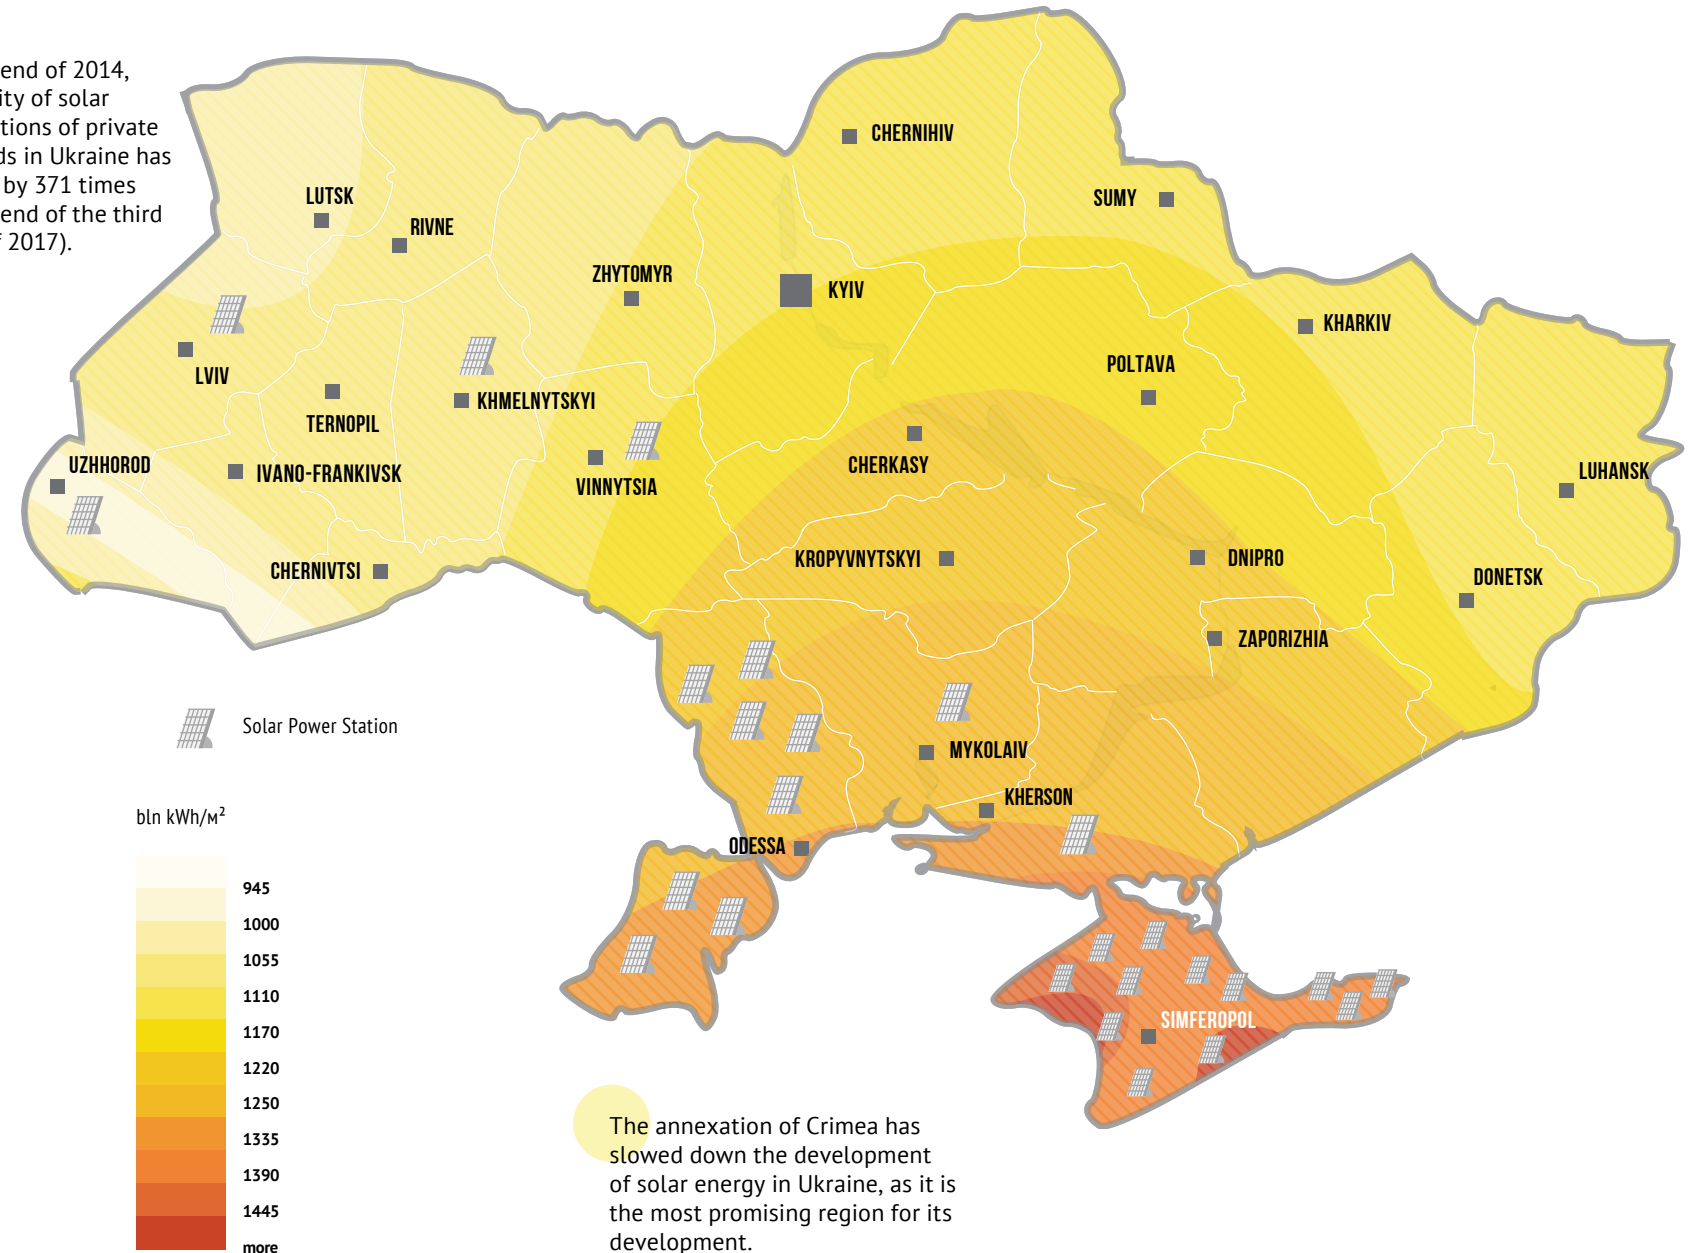 end of 2014,
ity of solar
tions of private
ds in Ukraine has
by 371 times
end of the third
f 2017).
CHERNIHIV
SUMY
LUTSK
RIVNE
ZHYTOMYR
KYIV
KHARKIV
LVIV
POLTAVA
TERNOPIL
KHMELNYTSKYI
UZHHOROD
IVANO-FRANKIVSK
VINNYTSIA
CHERKASY
LUHANSK
CHERNIVTSI
KROPYVNYTSKYI
DNIPRO
DONETSK
ZAPORIZHIA
MYKOLAIV
KHERSON
ODESSA
SIMFEROPOL
Solar Power Station
bln kWh/м²
945
1000
1055
1110
1170
1220
1250
1335
1390
1445
more
The annexation of Crimea has
slowed down the development
of solar energy in Ukraine, as it is
the most promising region for its
development.